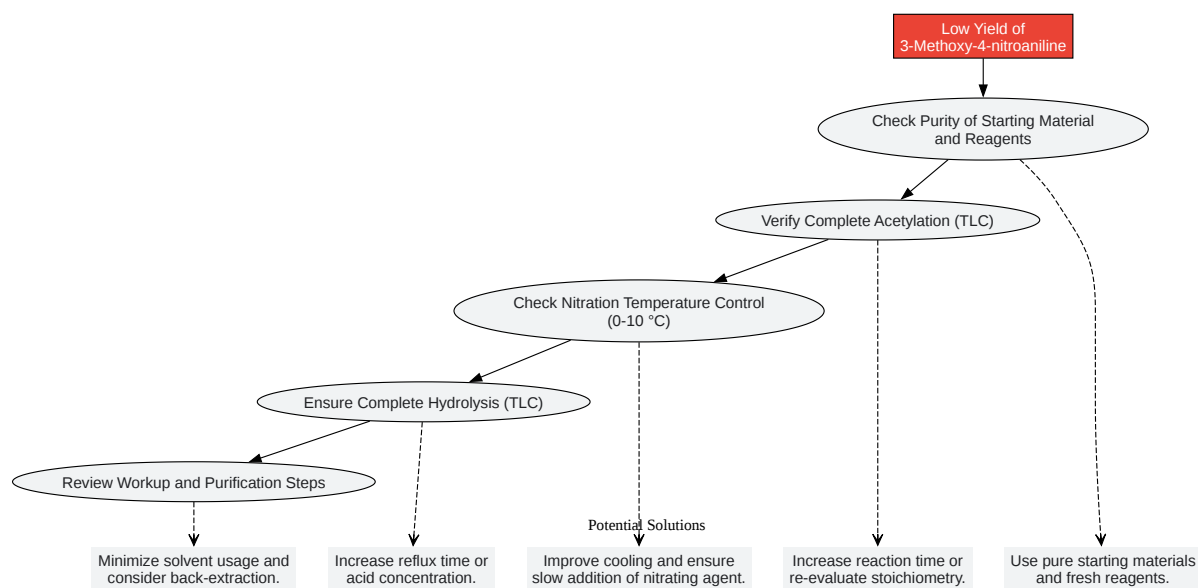 Low Yield of
3-Methoxy-4-nitroaniline
Check Purity of Starting Material
and Reagents
Verify Complete Acetylation (TLC)
Check Nitration Temperature Control
(0-10 °C)
Ensure Complete Hydrolysis (TLC)
Review Workup and Purification Steps
Potential Solutions
Minimize solvent usage and
consider back-extraction.
Increase reflux time or
acid concentration.
Improve cooling and ensure
slow addition of nitrating agent.
Increase reaction time or
re-evaluate stoichiometry.
Use pure starting materials
and fresh reagents.